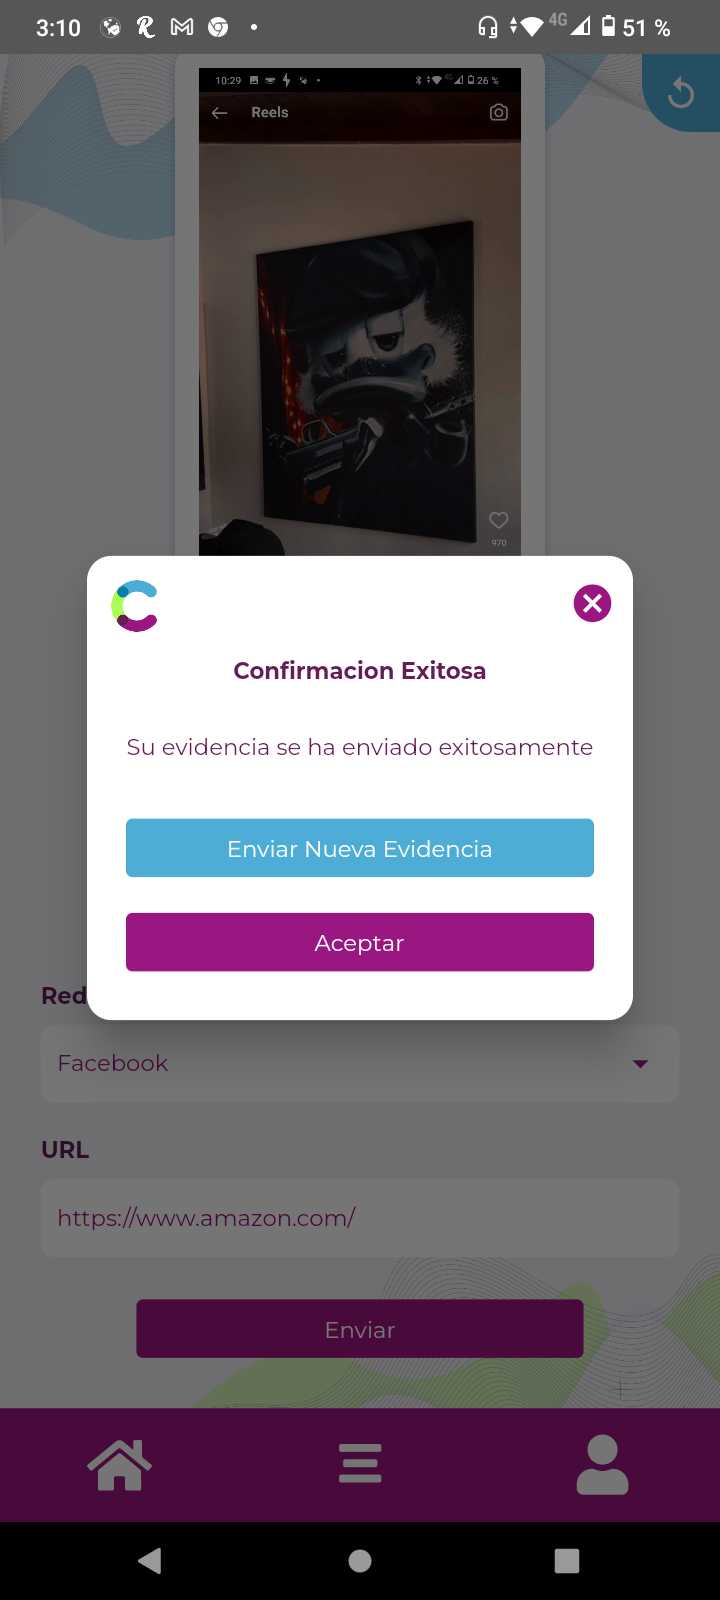 3:10 4G 51 %
10:29 26 %
Reels
970
Confirmacion Exitosa
Su evidencia se ha enviado exitosamente
Enviar Nueva Evidencia
Aceptar
Red
Facebook
URL
https://www.amazon.com/
Enviar